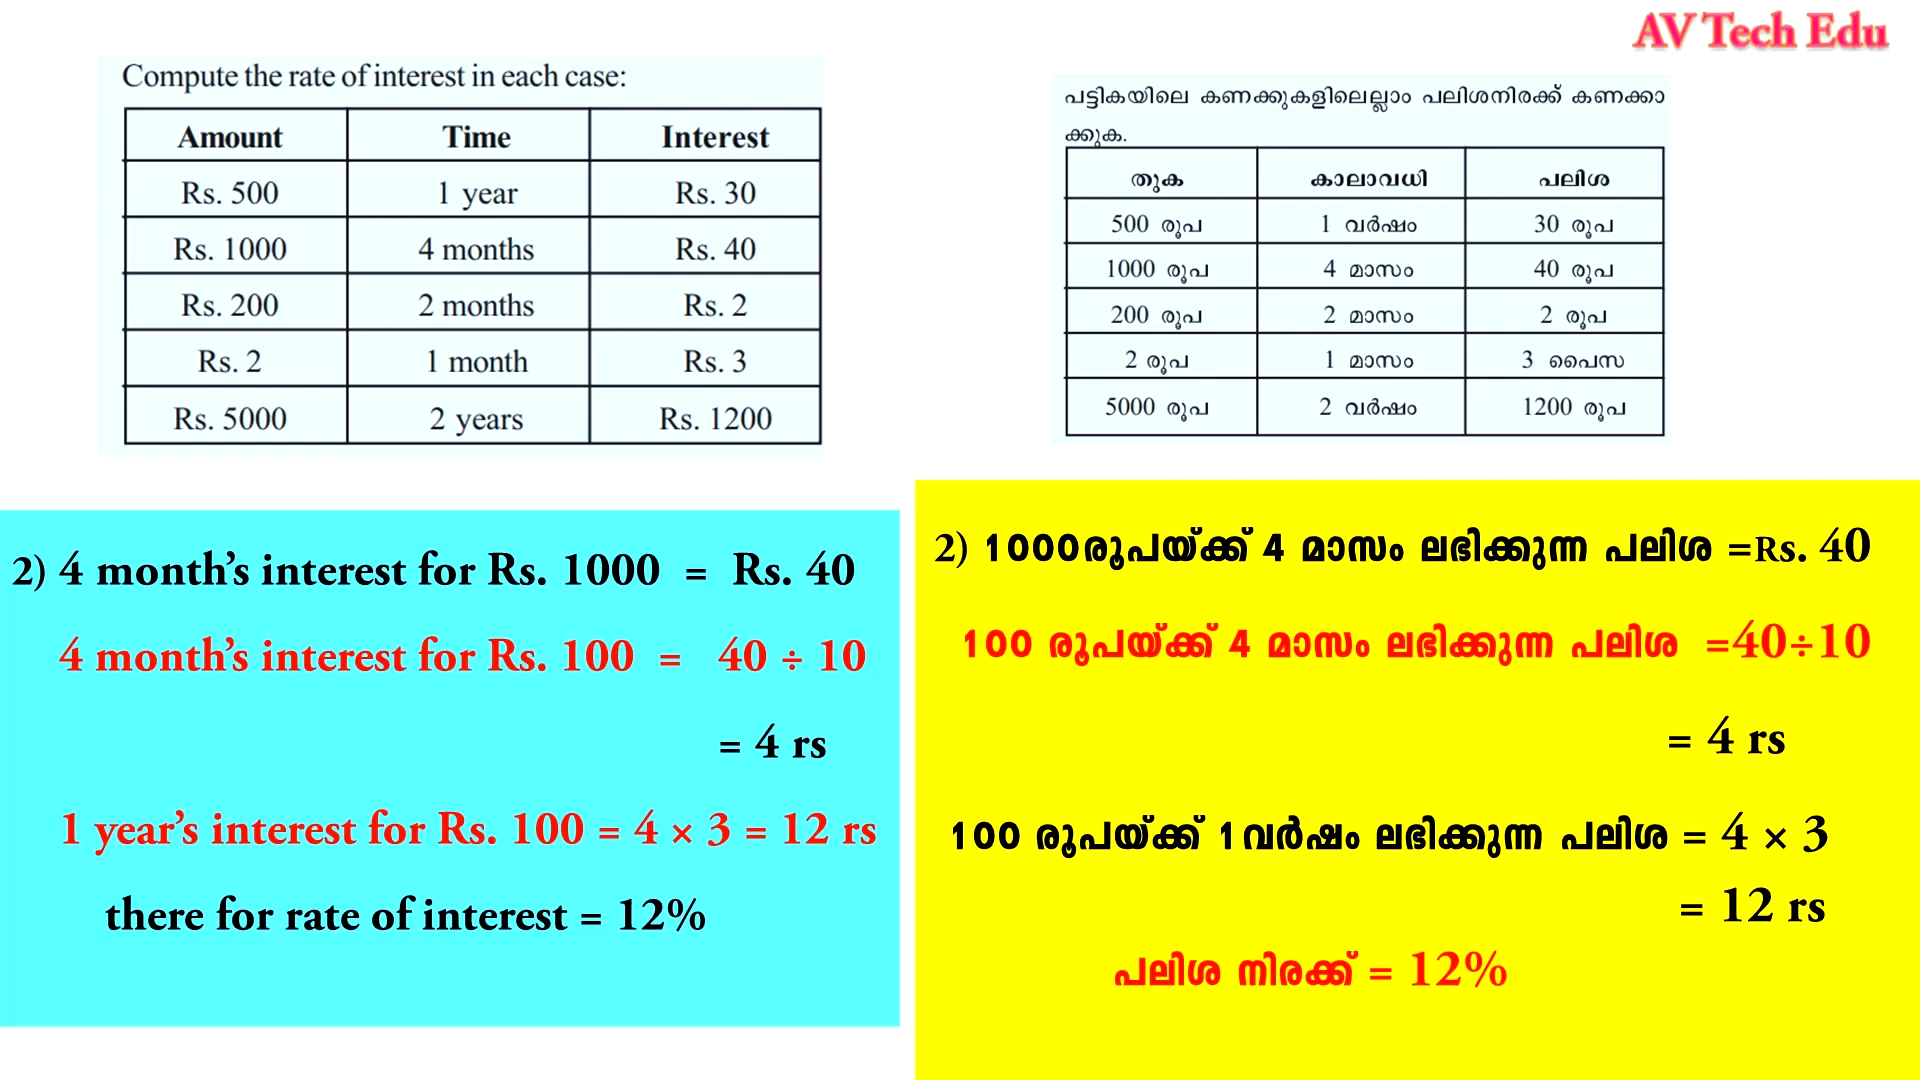 AV Tech Edu
Compute the rate of interest in each case:
Amount Time Interest
Rs. 500 1 year Rs. 30
Rs. 1000 4 months Rs. 40
Rs. 200 2 months Rs. 2
Rs. 2 1 month Rs. 3
Rs. 5000 2 years Rs. 1200
പട്ടികയിലെ കണക്കുകളിലെല്ലാം പലിശനിരക്ക് കണക്കാ
ക്കുക.
തുക കാലാവധി പലിശ
500 രൂപ 1 വർഷം 30 രൂപ
1000 രൂപ 4 മാസം 40 രൂപ
200 രൂപ 2 മാസം 2 രൂപ
2 രൂപ 1 മാസം 3 പൈസ
5000 രൂപ 2 വർഷം 1200 രൂപ
2) 4 month’s interest for Rs. 1000 = Rs. 40
4 month’s interest for Rs. 100 = 40 ÷ 10
= 4 rs
1 year’s interest for Rs. 100 = 4 × 3 = 12 rs
there for rate of interest = 12%
2) 1000രൂപയ്ക്ക് 4 മാസം ലഭിക്കുന്ന പലിശ =Rs. 40
100 രൂപയ്ക്ക് 4 മാസം ലഭിക്കുന്ന പലിശ =40÷10
= 4 rs
100 രൂപയ്ക്ക് 1വർഷം ലഭിക്കുന്ന പലിശ = 4 × 3
= 12 rs
പലിശ നിരക്ക് = 12%